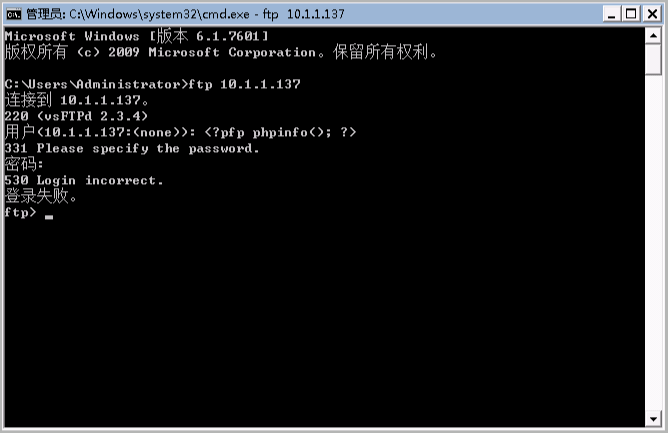 管理员: C:\Windows\system32\cmd.exe - ftp 10.1.1.137
Microsoft Windows [版本 6.1.7601]
版权所有 (c) 2009 Microsoft Corporation。保留所有权利。
C:\Users\Administrator>ftp 10.1.1.137
连接到 10.1.1.137。
220 (vsFTPd 2.3.4)
用户(10.1.1.137:(none)): <?pfp phpinfo(); ?>
331 Please specify the password.
密码:
530 Login incorrect.
登录失败。
ftp> _